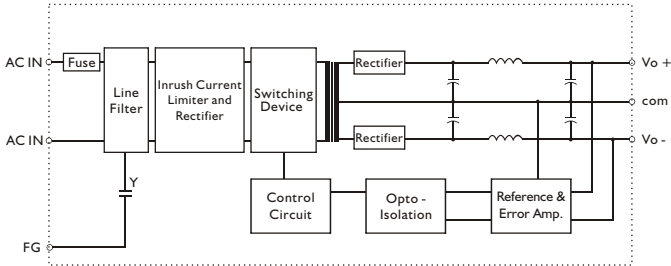 AC IN
Fuse
Line
Filter
Inrush Current
Limiter and
Rectifier
Switching
Device
Rectifier
Vo +
com
AC IN
Rectifier
Vo -
Y
Control
Circuit
Opto -
Isolation
Reference &
Error Amp.
FG